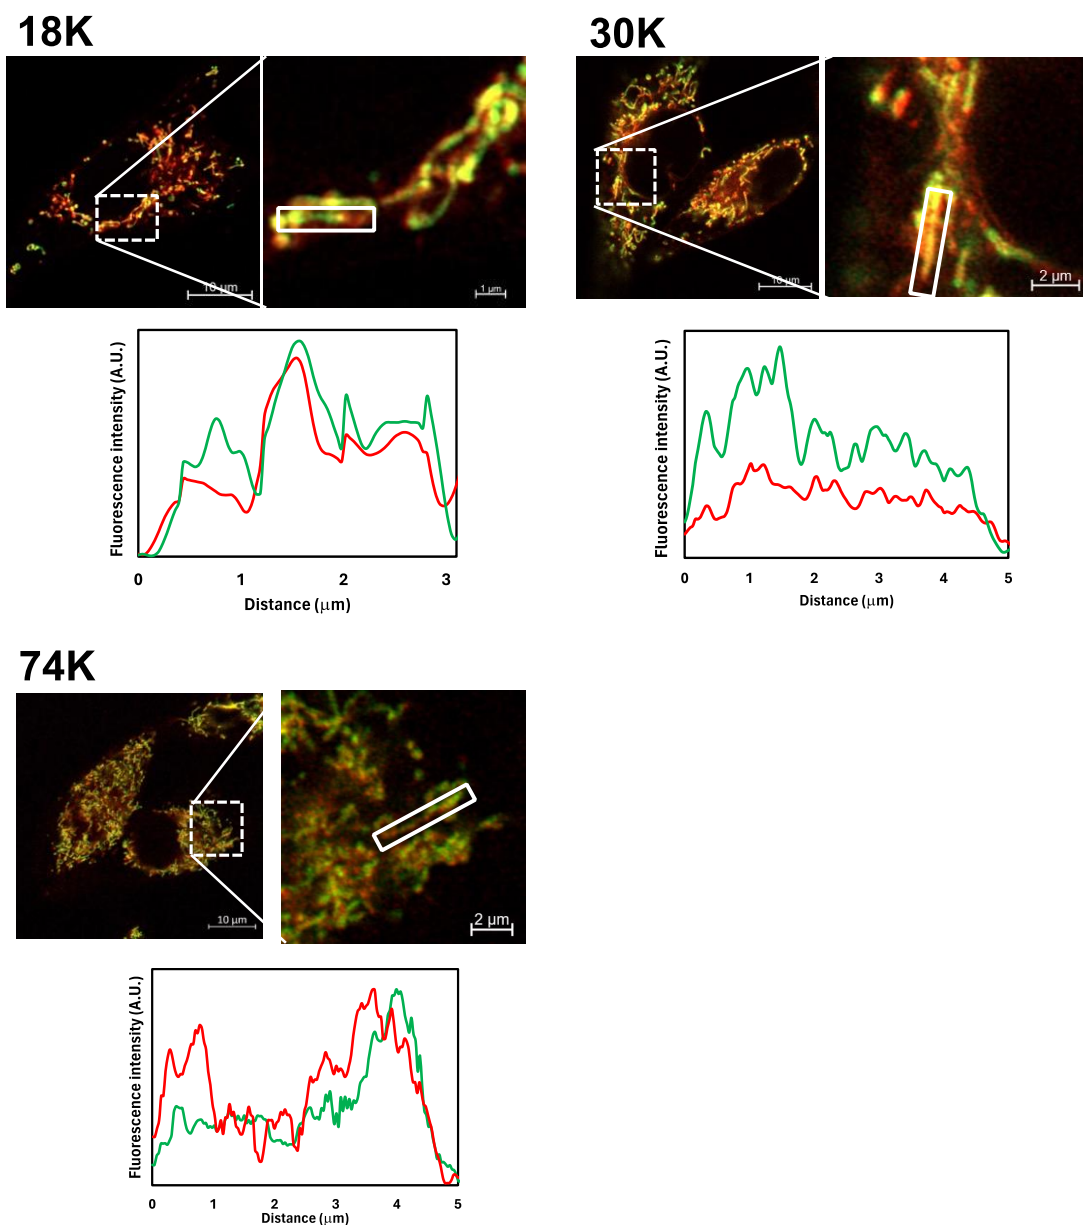 18K
30K
10 µm
1 µm
10 µm
2 µm
Fluorescence intensity (A.U.)
0 1 2 3
Distance (µm)
Fluorescence intensity (A.U.)
0 1 2 3 4 5
Distance (µm)
74K
10 µm
2 µm
Fluorescence intensity (A.U.)
0 1 2 3 4 5
Distance (µm)